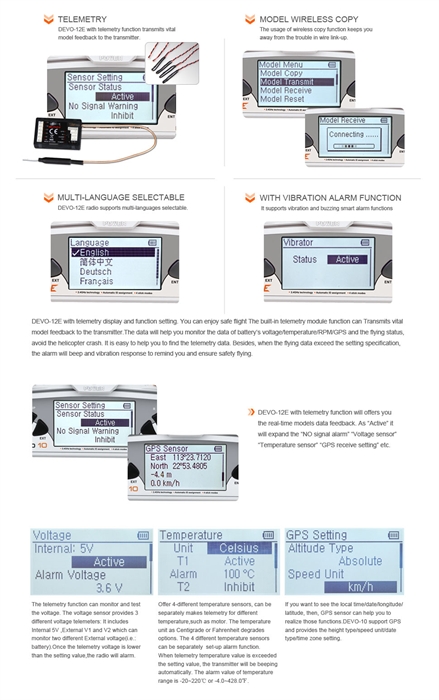 TELEMETRY
DEVO-12E with telemetry function transmits vital
model feedback to the transmitter.
Sensor Setting
Sensor Status
Active
No Signal Warning
Inhibit
EXT
ENT
MODEL WIRELESS COPY
The usage of wireless copy function keeps you
away from the trouble in wire link-up.
Model Menu
Model Copy
Model Transmit
Model Receive
Model Reset
EXT
ENT
Model Receive
Connecting ......
MULTI-LANGUAGE SELECTABLE
DEVO-12E radio supports multi-languages selectable.
Language
✓English
简体中文
Deutsch
Français
EXT
WITH VIBRATION ALARM FUNCTION
It supports vibration and buzzing smart alarm functions
Vibrator
Status Active
EXT
ENT
DEVO-12E with telemetry display and function setting. You can enjoy safe flight The built-in telemetry module function can Transmits vital
model feedback to the transmitter.The data will help you monitor the data of battery's voltage/temperature/RPM/GPS and the flying status,
avoid the helicopter crash. It is easy to help you to find the telemetry data. Besides, when the flying data exceed the setting specification,
the alarm will beep and vibration response to remind you and ensure safety flying.
Sensor Setting
Sensor Status
Active
No Signal Warning
Inhibit
EXT
10
GPS Sensor
East 113º23.7120
North 22º53.4805
-4.4 m
0.0 km/h
EXT
10
DEVO-12E with telemetry function will offers you
the real-time models data feedback. As "Active" it
will expand the "NO signal alarm" "Voltage sensor"
"Temperature sensor" "GPS receive setting" etc.
Voltage
Internal: 5V
Active
Alarm Voltage
3.6 V
Temperature
Unit Celsius
T1 Active
Alarm 100 ºC
T2 Inhibit
GPS Setting
Altitude Type
Absolute
Speed Unit
km/h
The telemetry function can monitor and test
the voltage. The voltage sensor provides 3
different voltages telemeters: It includes
Internal 5V ,External V1 and V2 which can
monitor two different External voltage(i.e.:
battery).Once the telemetry voltage is lower
than the setting value,the radio will alarm.
Offer 4-different temperature sensors, can be
separately makes telemetry for different
temperature,such as motor. The temperature
unit as Centigrade or Fahrenheit degrades
options. The 4 different temperature sensors
can be separately set-up alarm function.
When telemetry temperature value is exceeded
the setting value, the transmitter will be beeping
automatically. The alarm value of temperature
range is -20~220℃ or -4.0~428.0℉.
If you want to see the local time/date/longitude/
latitude, then, GPS sensor can help you to
realize those functions.DEVO-10 support GPS
and provides the height type/speed unit/date
type/time zone setting.